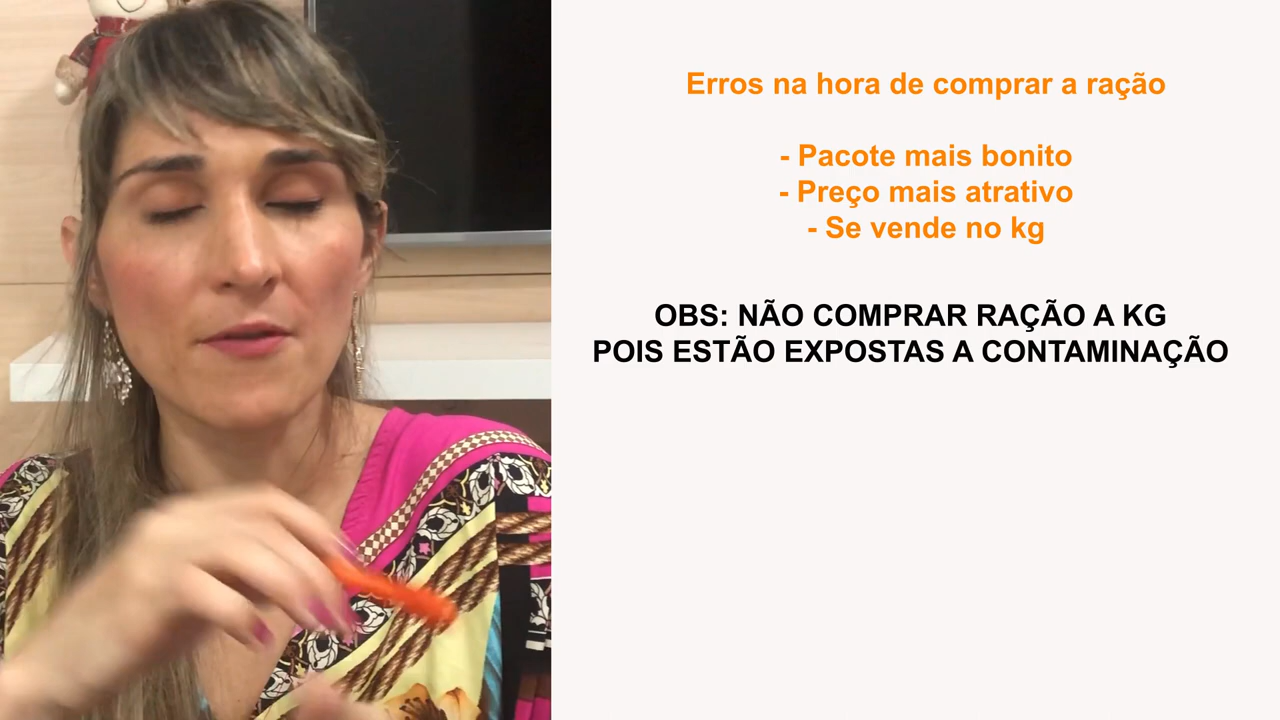 Erros na hora de comprar a ração
- Pacote mais bonito
- Preço mais atrativo
- Se vende no kg
OBS: NÃO COMPRAR RAÇÃO A KG
POIS ESTÃO EXPOSTAS A CONTAMINAÇÃO